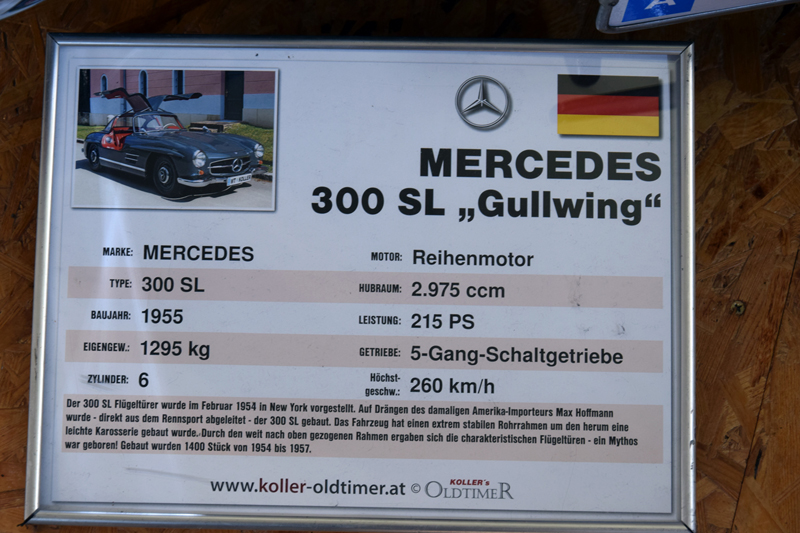 A
MERCEDES
300 SL „Gullwing“
MARKE: MERCEDES
TYPE: 300 SL
BAUJAHR: 1955
EIGENGEW.: 1295 kg
ZYLINDER: 6
MOTOR: Reihenmotor
HUBRAUM: 2.975 ccm
LEISTUNG: 215 PS
GETRIEBE: 5-Gang-Schaltgetriebe
Höchst-
geschw.: 260 km/h
Der 300 SL Flügeltürer wurde im Februar 1954 in New York vorgestellt. Auf Drängen des damaligen Amerika-Importeurs Max Hoffmann
wurde - direkt aus dem Rennsport abgeleitet - der 300 SL gebaut. Das Fahrzeug hat einen extrem stabilen Rohrrahmen um den herum eine
leichte Karosserie gebaut wurde. Durch den weit nach oben gezogenen Rahmen ergaben sich die charakteristischen Flügeltüren - ein Mythos
war geboren! Gebaut wurden 1400 Stück von 1954 bis 1957.
www.koller-oldtimer.at © KOLLER's
OLDTIMER